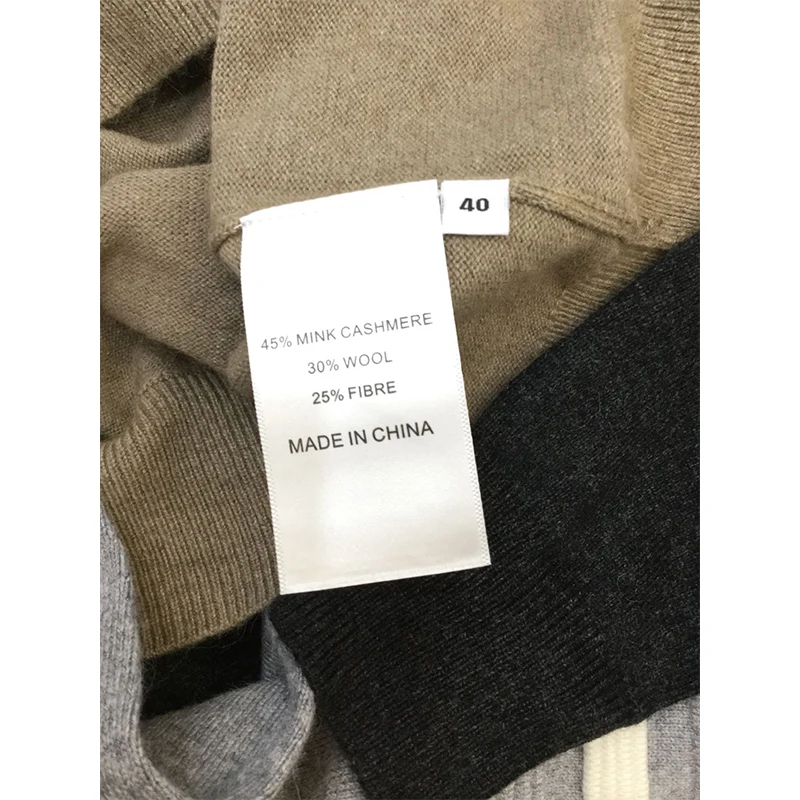 40
45% MINK CASHMERE
30% WOOL
25% FIBRE
MADE IN CHINA